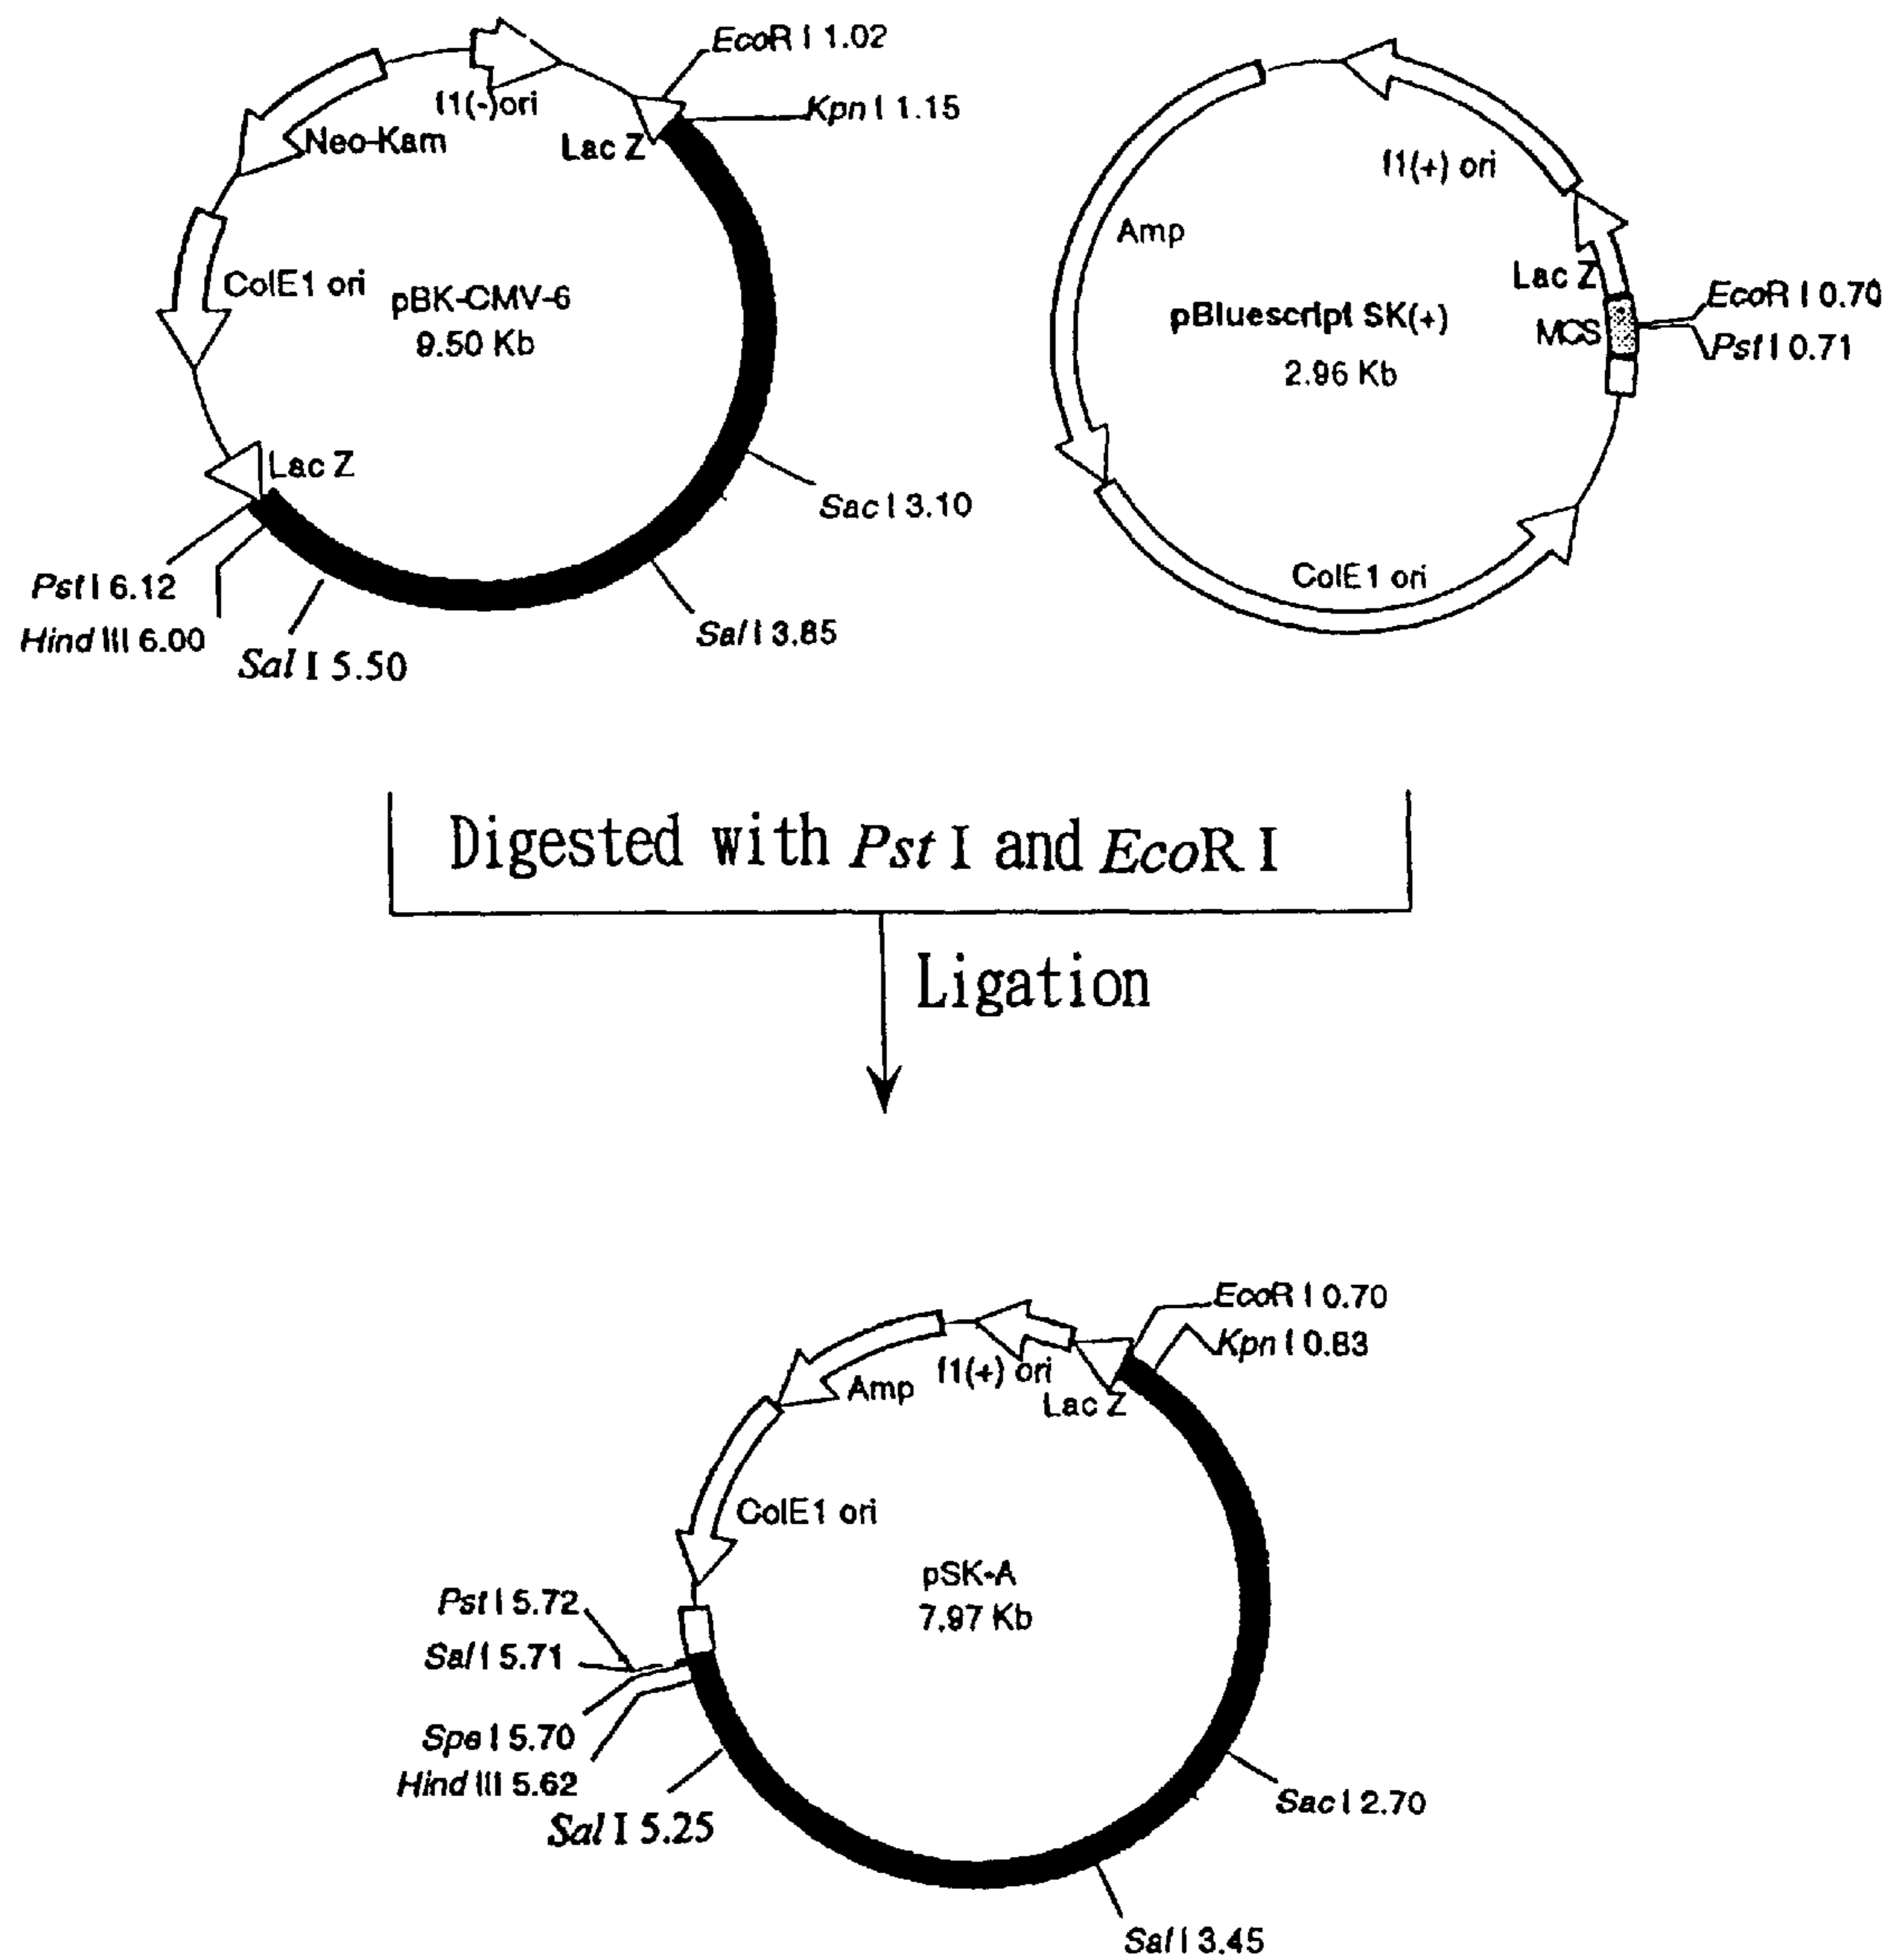 EcoR I 1.02
Kpn I 1.15
f1(-)ori
Neo-Kam
Lac Z
ColE1 ori
pBK-CMV-6
9.50 Kb
Lac Z
Sac I 3.10
Pst I 6.12
Hind III 6.00
Sal I 5.50
Sal I 3.85
f1(+) ori
Amp
Lac Z
EcoR I 0.70
pBluescript SK(+)
MCS
Pst I 0.71
2.96 Kb
ColE1 ori
Digested with Pst I and EcoR I
Ligation
EcoR I 0.70
Kpn I 0.83
f1(+) ori
Amp
Lac Z
ColE1 ori
pSK-A
7.97 Kb
Pst I 5.72
Sal I 5.71
Spe I 5.70
Hind III 5.62
Sal I 5.25
Sac I 2.70
Sal I 3.45